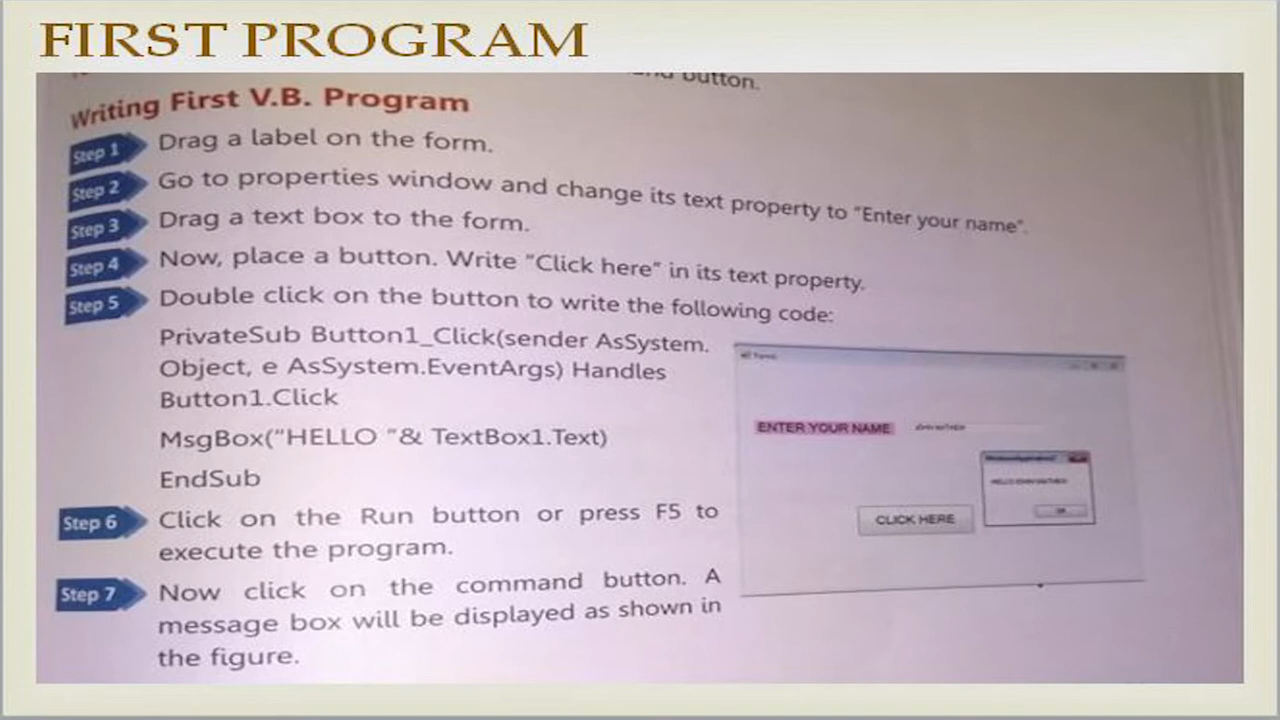 FIRST PROGRAM
button.
Writing First V.B. Program
Step 1 Drag a label on the form.
Step 2 Go to properties window and change its text property to "Enter your name".
Step 3 Drag a text box to the form.
Step 4 Now, place a button. Write "Click here" in its text property.
Step 5 Double click on the button to write the following code:
PrivateSub Button1_Click(sender AsSystem.
Object, e AsSystem.EventArgs) Handles
Button1.Click
MsgBox("HELLO "& TextBox1.Text)
EndSub
Step 6 Click on the Run button or press F5 to
execute the program.
Step 7 Now click on the command button. A
message box will be displayed as shown in
the figure.
ENTER YOUR NAME
CLICK HERE